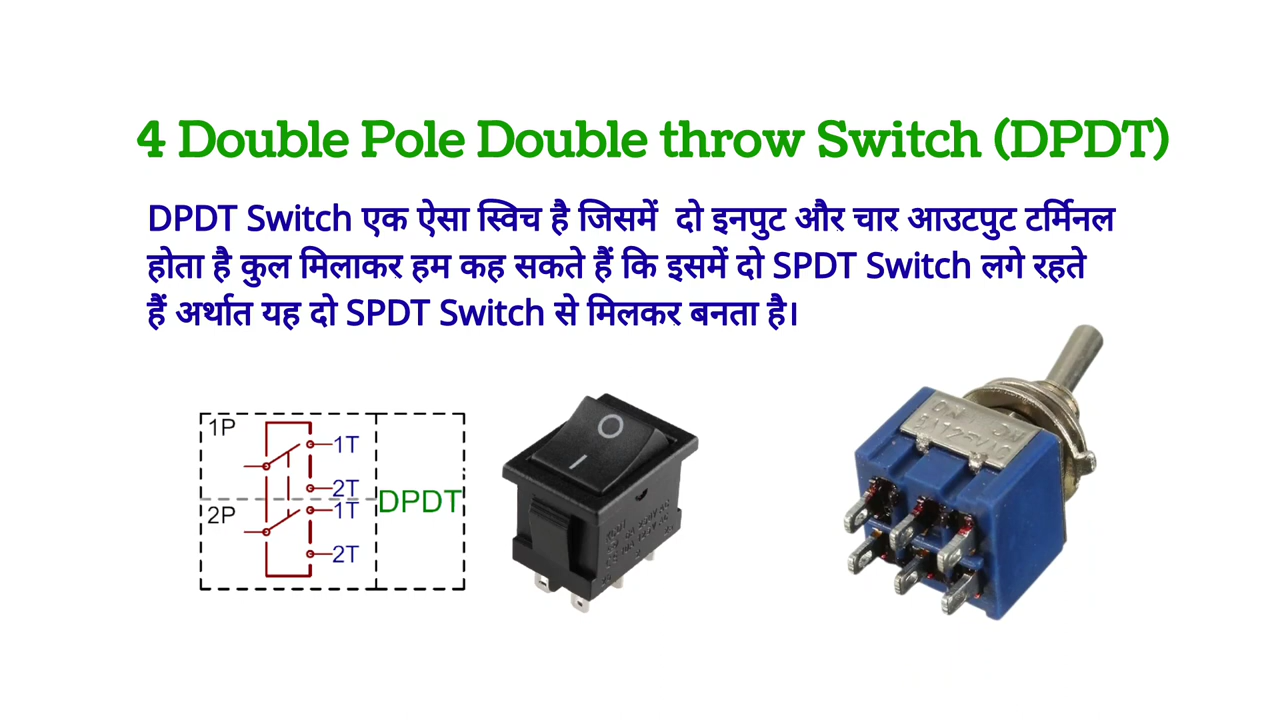 4 Double Pole Double throw Switch (DPDT)
DPDT Switch एक ऐसा स्विच है जिसमें दो इनपुट और चार आउटपुट टर्मिनल
होता है कुल मिलाकर हम कह सकते हैं कि इसमें दो SPDT Switch लगे रहते
हैं अर्थात यह दो SPDT Switch से मिलकर बनता है।
1P
1T
2T
DPDT
2P
1T
2T
ON ON